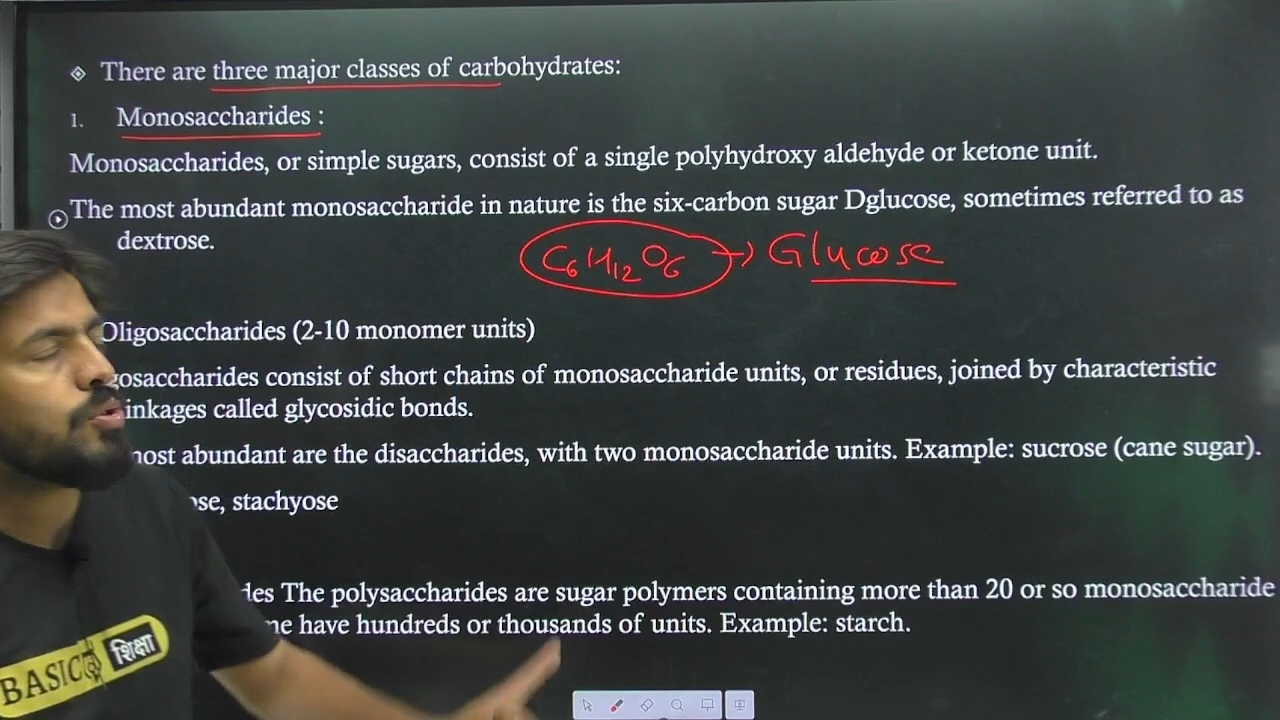 There are three major classes of carbohydrates:
1. Monosaccharides :
Monosaccharides, or simple sugars, consist of a single polyhydroxy aldehyde or ketone unit.
The most abundant monosaccharide in nature is the six-carbon sugar Dglucose, sometimes referred to as
dextrose.
C6H12O6 → Glucose
Oligosaccharides (2-10 monomer units)
gosaccharides consist of short chains of monosaccharide units, or residues, joined by characteristic
inkages called glycosidic bonds.
most abundant are the disaccharides, with two monosaccharide units. Example: sucrose (cane sugar).
ose, stachyose
des The polysaccharides are sugar polymers containing more than 20 or so monosaccharide
me have hundreds or thousands of units. Example: starch.
BASIC शिक्षा